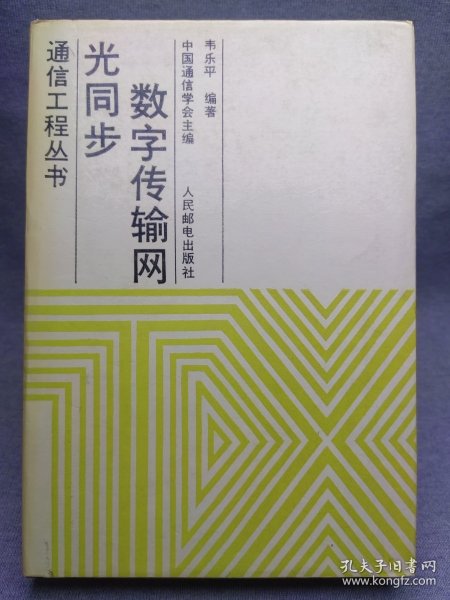 通信工程丛书
光同步
数字传输网
中国通信学会主编
人民邮电出版社
韦乐平 编著
孔夫子旧书网
www.kongfz.com